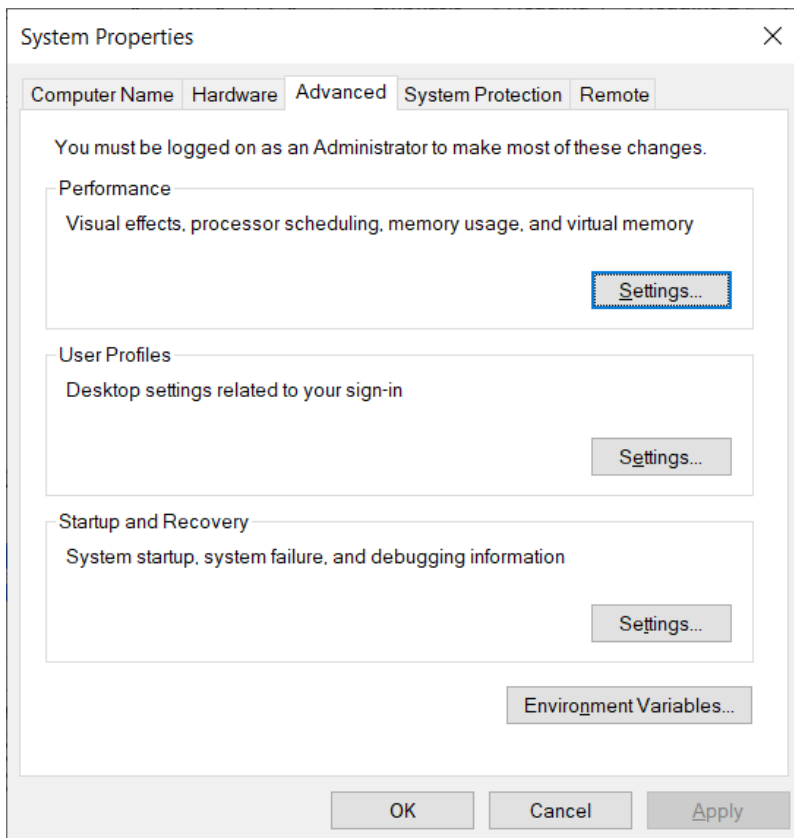 System Properties
Computer Name Hardware Advanced System Protection Remote
You must be logged on as an Administrator to make most of these changes.
Performance
Visual effects, processor scheduling, memory usage, and virtual memory
Settings...
User Profiles
Desktop settings related to your sign-in
Settings...
Startup and Recovery
System startup, system failure, and debugging information
Settings...
Environment Variables...
OK Cancel Apply